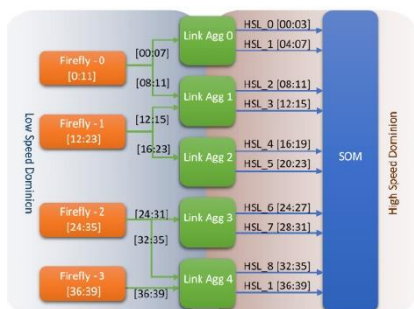 Low Speed Dominion
Firefly - 0
[0:11]
Firefly - 1
[12:23]
Firefly - 2
[24:35]
Firefly - 3
[36:39]
[00:07]
[08:11]
[12:15]
[16:23]
[24:31]
[32:35]
[36:39]
Link Agg 0
Link Agg 1
Link Agg 2
Link Agg 3
Link Agg 4
HSL_0 [00:03]
HSL_1 [04:07]
HSL_2 [08:11]
HSL_3 [12:15]
HSL_4 [16:19]
HSL_5 [20:23]
HSL_6 [24:27]
HSL_7 [28:31]
HSL_8 [32:35]
HSL_1 [36:39]
SOM
High Speed Dominion